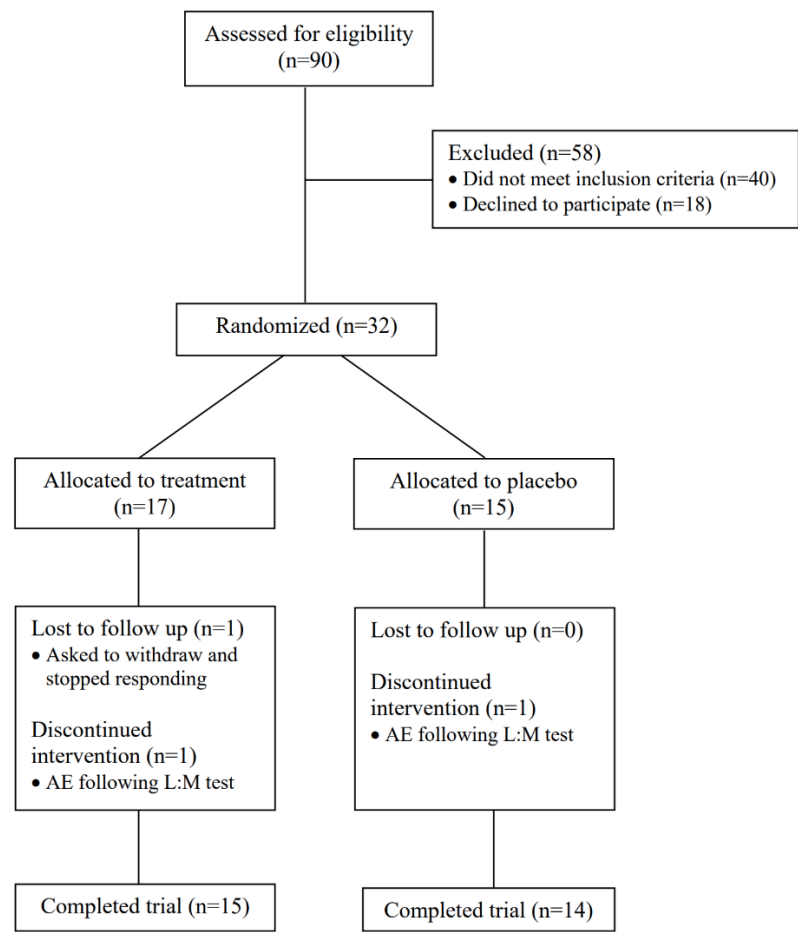 Assessed for eligibility
(n=90)
Excluded (n=58)
• Did not meet inclusion criteria (n=40)
• Declined to participate (n=18)
Randomized (n=32)
Allocated to treatment
(n=17)
Allocated to placebo
(n=15)
Lost to follow up (n=1)
• Asked to withdraw and
stopped responding
Discontinued
intervention (n=1)
• AE following L:M test
Lost to follow up (n=0)
Discontinued
intervention (n=1)
• AE following L:M test
Completed trial (n=15)
Completed trial (n=14)